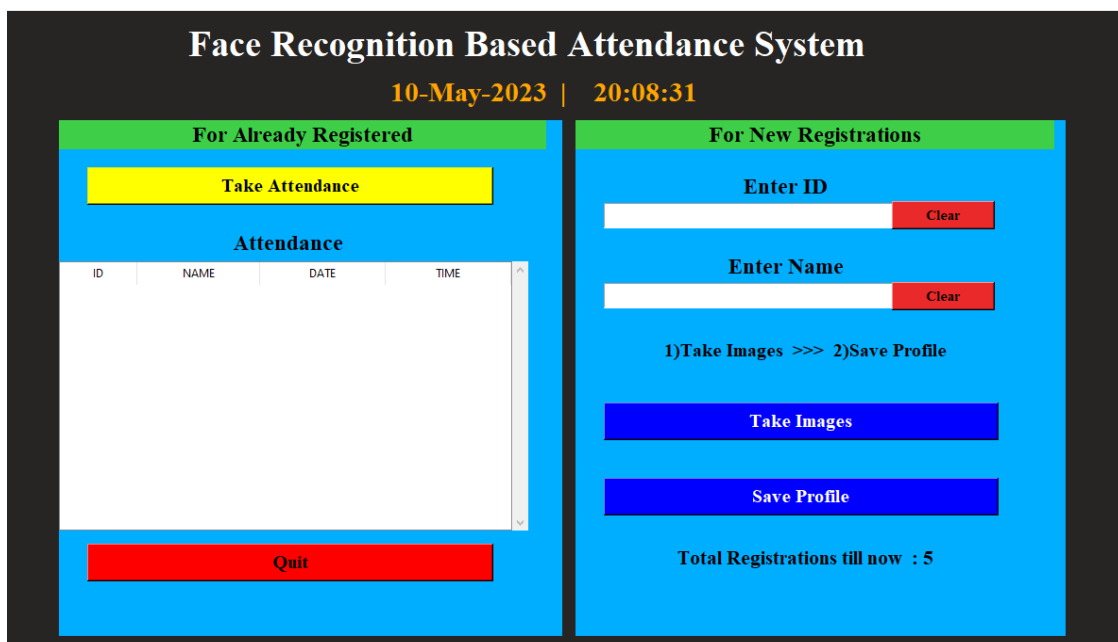 Face Recognition Based Attendance System
10-May-2023 | 20:08:31
For Already Registered
Take Attendance
Attendance
ID NAME DATE TIME
Quit
For New Registrations
Enter ID
Clear
Enter Name
Clear
1)Take Images >>> 2)Save Profile
Take Images
Save Profile
Total Registrations till now : 5